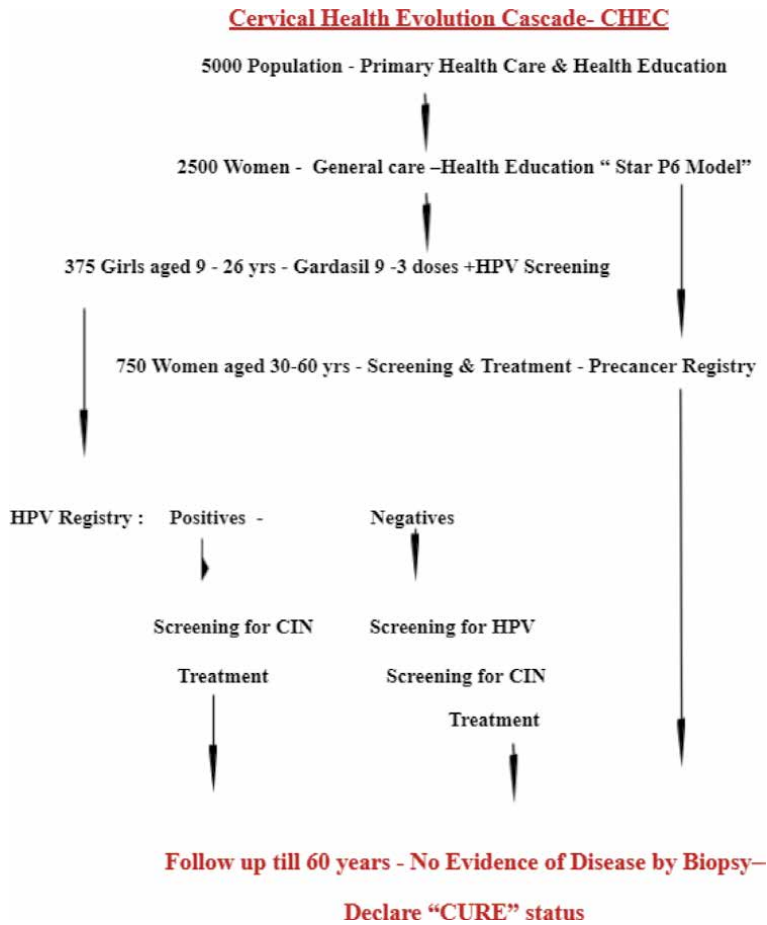 Cervical Health Evolution Cascade- CHEC
5000 Population - Primary Health Care & Health Education
2500 Women - General care –Health Education “ Star P6 Model”
375 Girls aged 9 - 26 yrs - Gardasil 9 -3 doses +HPV Screening
750 Women aged 30-60 yrs - Screening & Treatment - Precancer Registry
HPV Registry : Positives - Negatives
Screening for CIN Screening for HPV
Treatment Screening for CIN
Treatment
Follow up till 60 years - No Evidence of Disease by Biopsy–
Declare “CURE” status